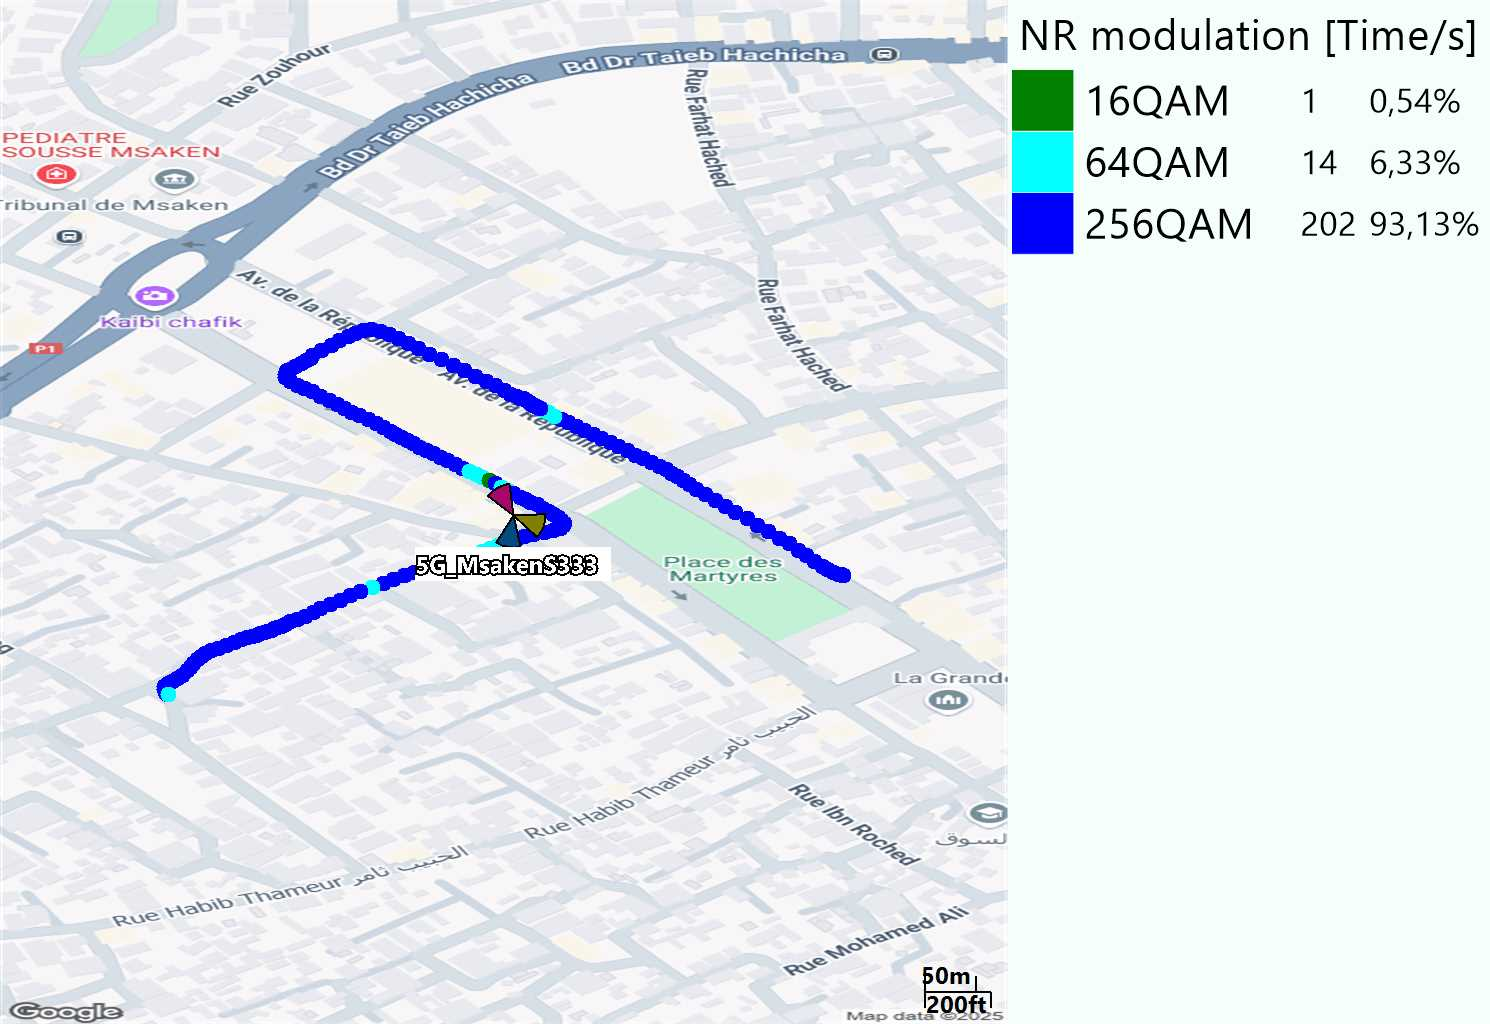 NR modulation [Time/s]
16QAM 1 0,54%
64QAM 14 6,33%
256QAM 202 93,13%
Bd Dr Taieb Hachicha
Bd Dr Taieb Hachicha
Rue Zouhour
Rue Farhat Hached
PEDIATRE
SOUSSE MSAKEN
Tribunal de Msaken
Av. de la République
Kaibi chafik
P1
Rue Farhat Hached
Av. de la République
5G_MsakenS333
Place des
Martyres
La Grande
Rue Habib Thameur الحبيب ثامر
Rue Ibn Roched
السوق
Rue Habib Thameur الحبيب ثامر
Rue Mohamed Ali
50m
200ft
Google
Map data ©2025